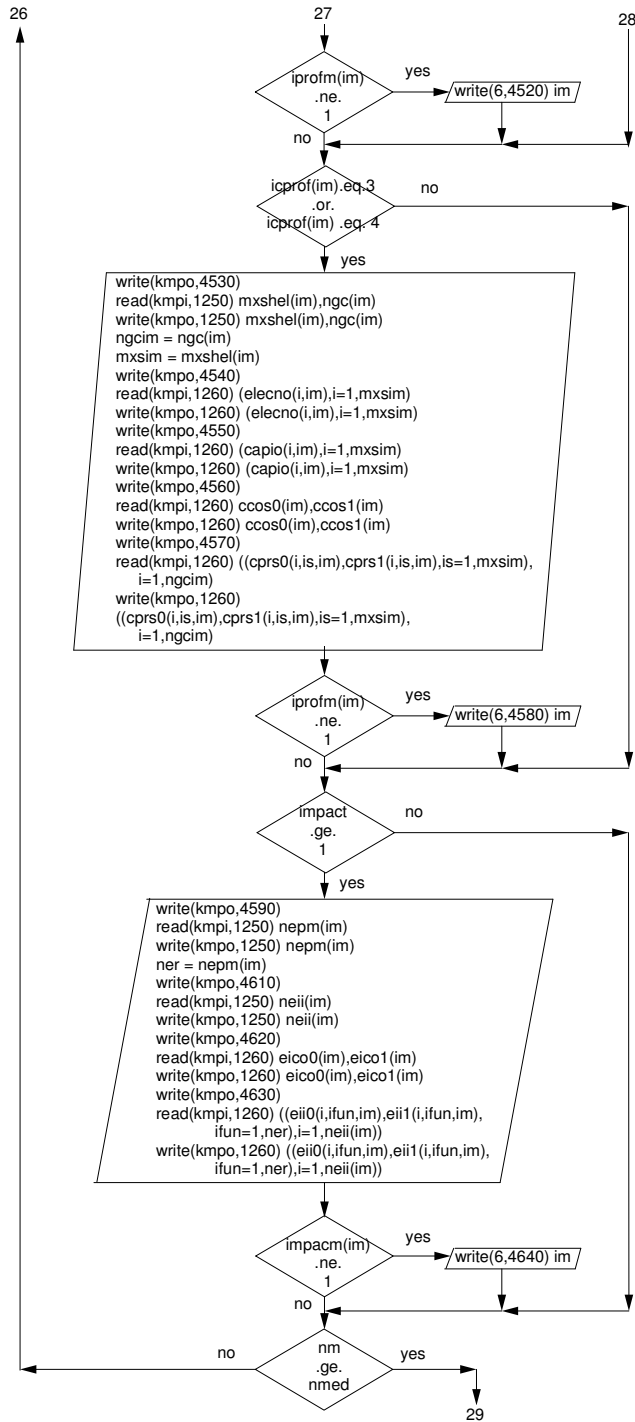 26
27
28
iprofm(im)
.ne.
1
yes
write(6,4520) im
no
icprof(im).eq.3
.or.
icprof(im) .eq. 4
no
yes
write(kmpo,4530)
read(kmpi,1250) mxshel(im),ngc(im)
write(kmpo,1250) mxshel(im),ngc(im)
ngcim = ngc(im)
mxsim = mxshel(im)
write(kmpo,4540)
read(kmpi,1260) (elecno(i,im),i=1,mxsim)
write(kmpo,1260) (elecno(i,im),i=1,mxsim)
write(kmpo,4550)
read(kmpi,1260) (capio(i,im),i=1,mxsim)
write(kmpo,1260) (capio(i,im),i=1,mxsim)
write(kmpo,4560)
read(kmpi,1260) ccos0(im),ccos1(im)
write(kmpo,1260) ccos0(im),ccos1(im)
write(kmpo,4570)
read(kmpi,1260) ((cprs0(i,is,im),cprs1(i,is,im),is=1,mxsim),
i=1,ngcim)
write(kmpo,1260)
((cprs0(i,is,im),cprs1(i,is,im),is=1,mxsim),
i=1,ngcim)
iprofm(im)
.ne.
1
yes
write(6,4580) im
no
impact
.ge.
1
no
yes
write(kmpo,4590)
read(kmpi,1250) nepm(im)
write(kmpo,1250) nepm(im)
ner = nepm(im)
write(kmpo,4610)
read(kmpi,1250) neii(im)
write(kmpo,1250) neii(im)
write(kmpo,4620)
read(kmpi,1260) eico0(im),eico1(im)
write(kmpo,1260) eico0(im),eico1(im)
write(kmpo,4630)
read(kmpi,1260) ((eii0(i,ifun,im),eii1(i,ifun,im),
ifun=1,ner),i=1,neii(im))
write(kmpo,1260) ((eii0(i,ifun,im),eii1(i,ifun,im),
ifun=1,ner),i=1,neii(im))
impacm(im)
.ne.
1
yes
write(6,4640) im
no
nm
.ge.
nmed
no
yes
29